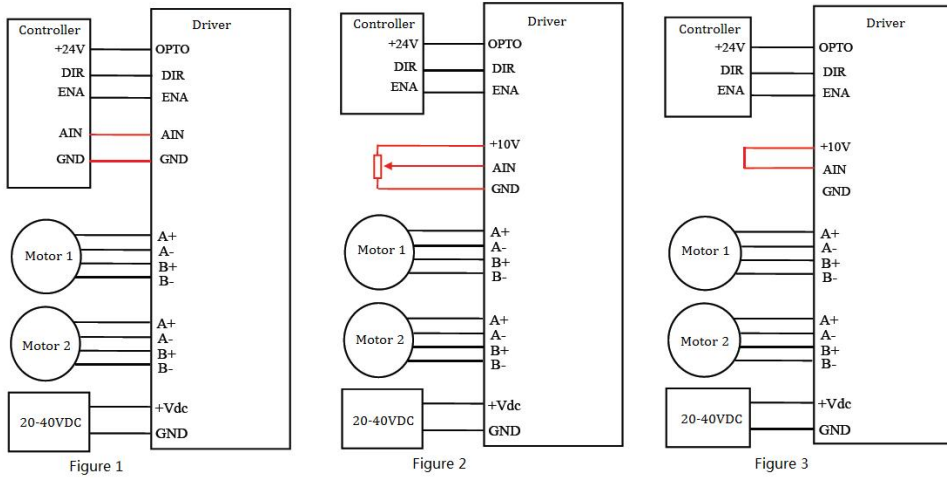 Controller
Driver
+24V
OPTO
DIR
DIR
ENA
ENA
AIN
AIN
GND
GND
Motor 1
A+
A-
B+
B-
Motor 2
A+
A-
B+
B-
20-40VDC
+Vdc
GND
Figure 1
Controller
Driver
+24V
OPTO
DIR
DIR
ENA
ENA
+10V
AIN
GND
Motor 1
A+
A-
B+
B-
Motor 2
A+
A-
B+
B-
20-40VDC
+Vdc
GND
Figure 2
Controller
Driver
+24V
OPTO
DIR
DIR
ENA
ENA
+10V
AIN
GND
Motor 1
A+
A-
B+
B-
Motor 2
A+
A-
B+
B-
20-40VDC
+Vdc
GND
Figure 3